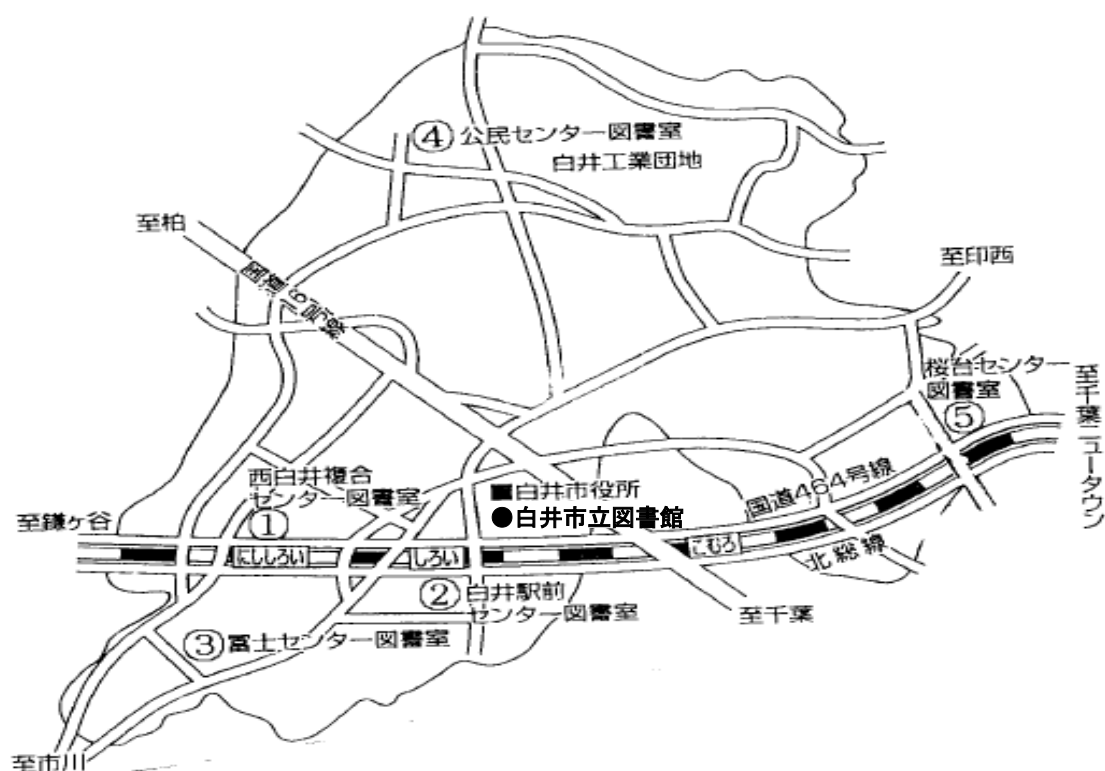 ④ 公民センター図書室
白井工業団地
至柏
国道16号線
至印西
桜台センター
図書室
⑤
至千葉ニュータウン
西白井複合
センター図書室
①
■白井市役所
●白井市立図書館
国道464号線
至鎌ヶ谷
にししろい
しろい
こむろ
北総線
② 白井駅前
センター図書室
至千葉
③ 冨士センター図書室
至市川